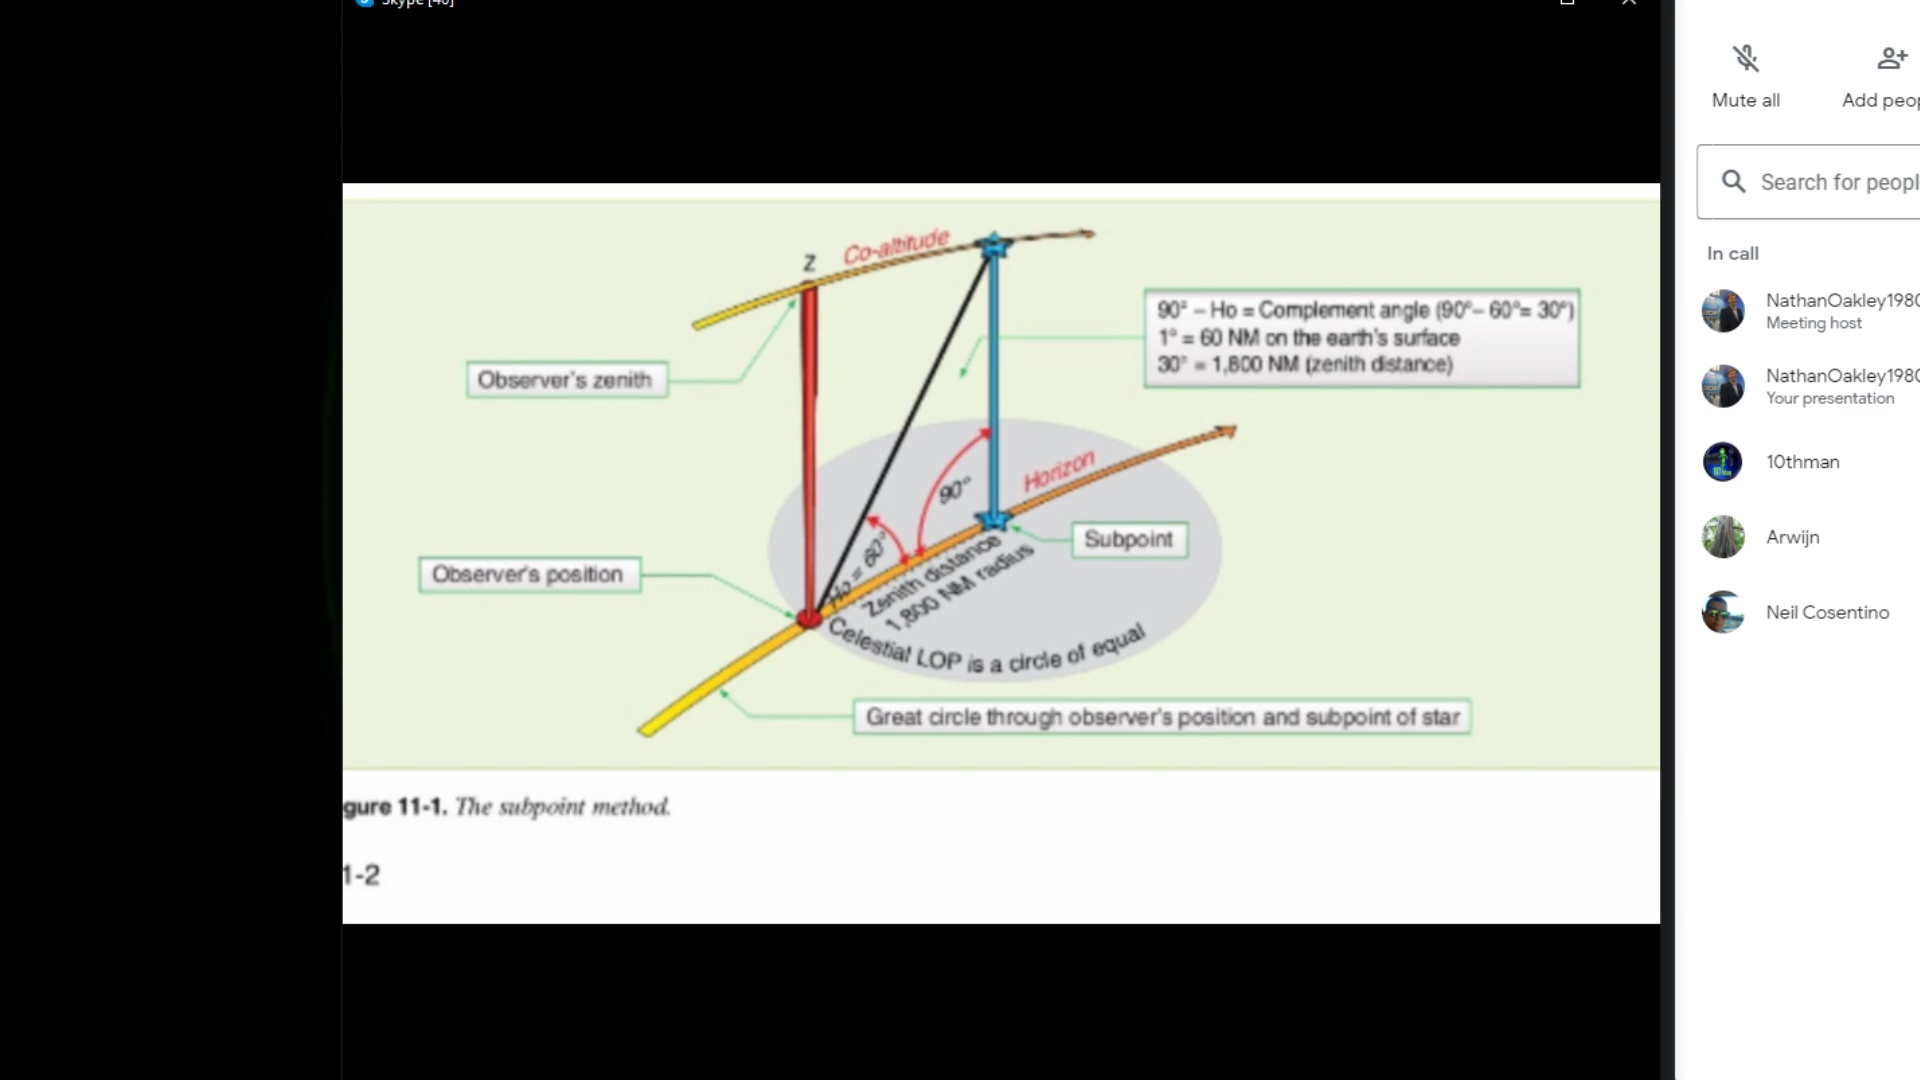 Skype [40]
Z
Co-altitude
90° – Ho = Complement angle (90°– 60°= 30°)
1° = 60 NM on the earth's surface
30° = 1,800 NM (zenith distance)
Observer's zenith
Horizon
90°
Ho = 60°
Subpoint
Zenith distance
1,800 NM radius
Observer's position
Celestial LOP is a circle of equal
Great circle through observer's position and subpoint of star
gure 11-1. The subpoint method.
1-2
Mute all
Add peop
Search for peopl
In call
NathanOakley1980
Meeting host
NathanOakley1980
Your presentation
10thman
Arwijn
Neil Cosentino